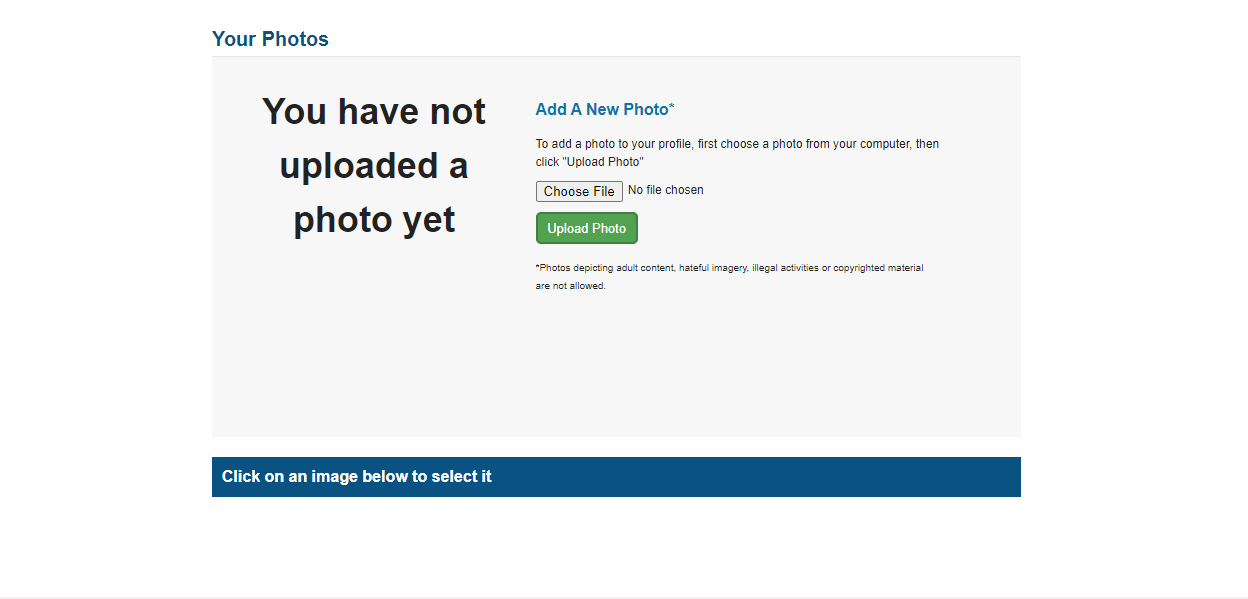 Your Photos
You have not
uploaded a
photo yet
Add A New Photo*
To add a photo to your profile, first choose a photo from your computer, then
click "Upload Photo"
Choose File No file chosen
Upload Photo
*Photos depicting adult content, hateful imagery, illegal activities or copyrighted material
are not allowed.
Click on an image below to select it